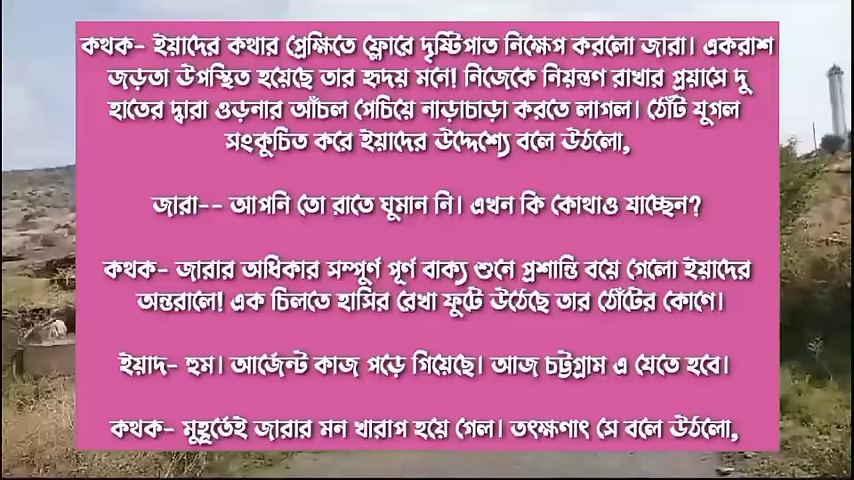 কথক- ইয়াদের কথার প্রেক্ষিতে ফ্লোরে দৃষ্টিপাত নিক্ষেপ করলো জারা। একরাশ
জড়তা উপস্থিত হয়েছে তার হৃদয় মনে! নিজেকে নিয়ন্ত্রণ রাখার প্রয়াসে দু
হাতের দ্বারা ওড়নার আঁচল পেচিয়ে নাড়াচাড়া করতে লাগল। ঠোঁট যুগল
সংকুচিত করে ইয়াদের উদ্দেশ্যে বলে উঠলো,
জারা-- আপনি তো রাতে ঘুমান নি। এখন কি কোথাও যাচ্ছেন?
কথক- জারার অধিকার সম্পূর্ণ পূর্ণ বাক্য শুনে প্রশান্তি বয়ে গেলো ইয়াদের
অন্তরালে! এক চিলতে হাসির রেখা ফুটে উঠেছে তার ঠোঁটের কোণে।
ইয়াদ- হুম। আর্জেন্ট কাজ পড়ে গিয়েছে। আজ চট্টগ্রাম এ যেতে হবে।
কথক- মুহূর্তেই জারার মন খারাপ হয়ে গেল। তৎক্ষণাৎ সে বলে উঠলো,